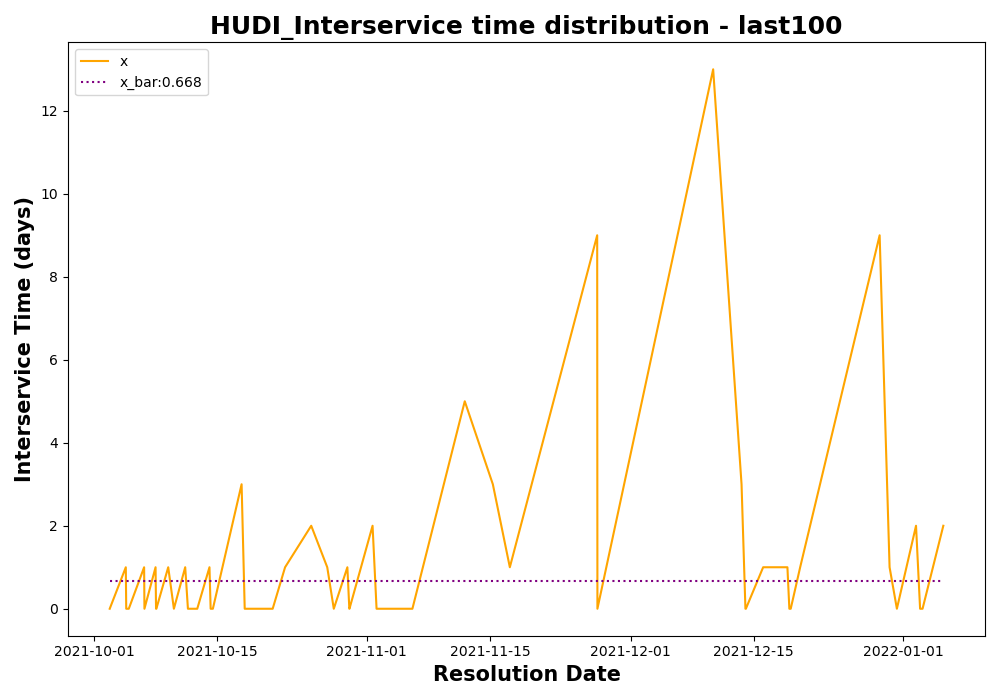 HUDI_Interservice time distribution - last100
x
x_bar:0.668
Interservice Time (days)
12
10
8
6
4
2
0
2021-10-01 2021-10-15 2021-11-01 2021-11-15 2021-12-01 2021-12-15 2022-01-01
Resolution Date